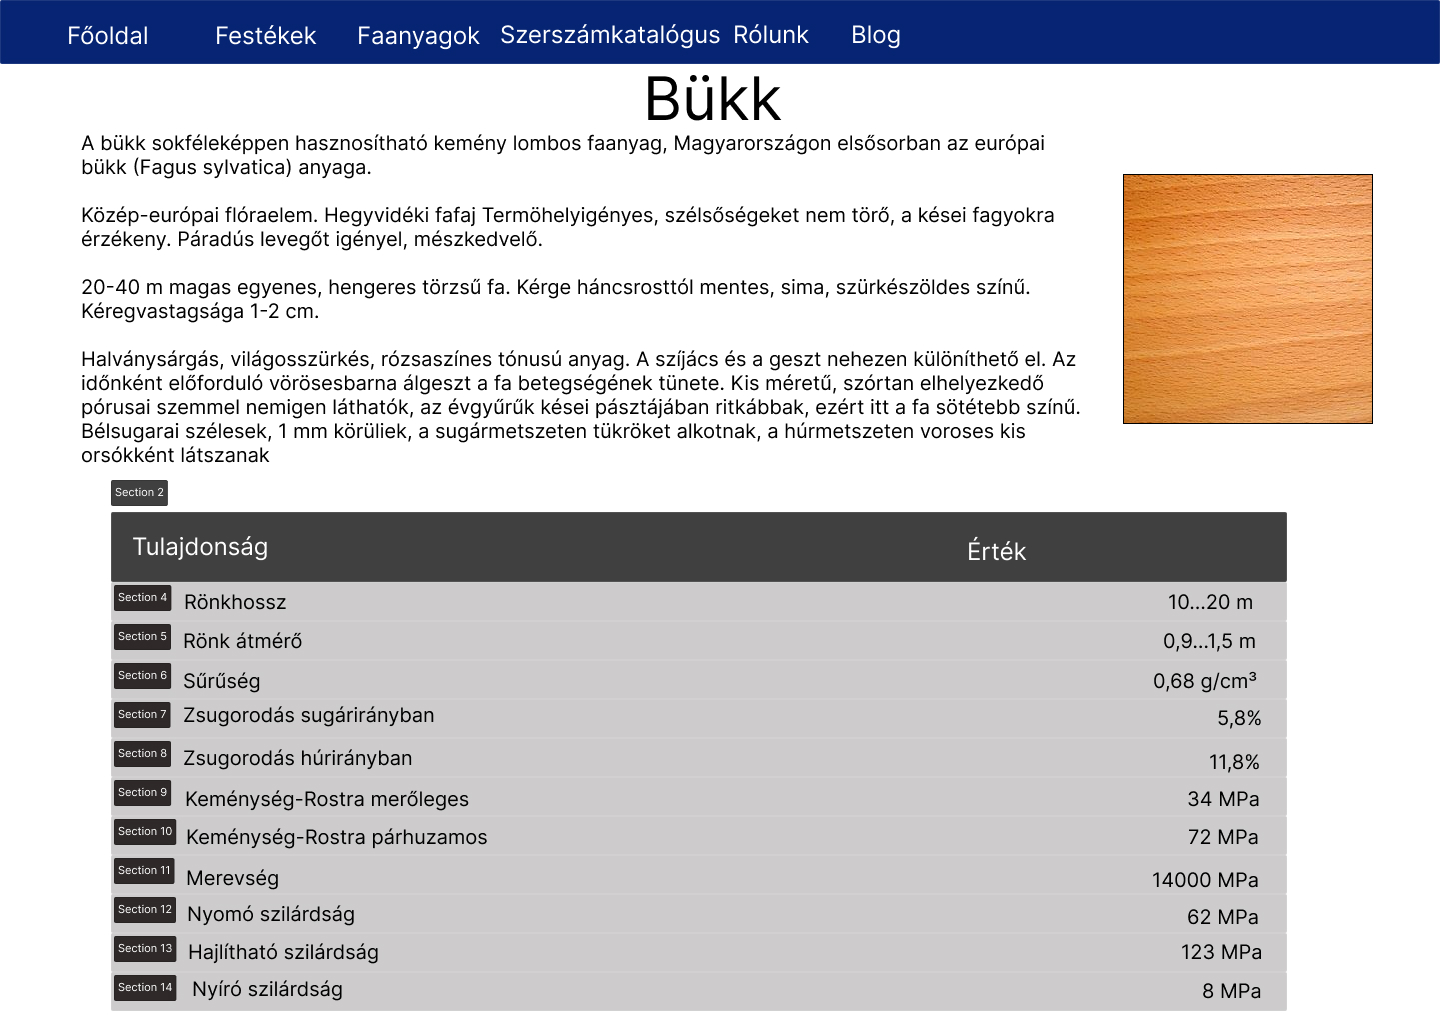 Főoldal Festékek Faanyagok Szerszámkatalógus Rólunk Blog
Bükk
A bükk sokféleképpen hasznosítható kemény lombos faanyag, Magyarországon elsősorban az európai
bükk (Fagus sylvatica) anyaga.
Közép-európai flóraelem. Hegyvidéki fafaj Termöhelyigényes, szélsőségeket nem törő, a kései fagyokra
érzékeny. Páradús levegőt igényel, mészkedvelő.
20-40 m magas egyenes, hengeres törzsű fa. Kérge háncsrosttól mentes, sima, szürkészöldes színű.
Kéregvastagsága 1-2 cm.
Halványsárgás, világosszürkés, rózsaszínes tónusú anyag. A szíjács és a geszt nehezen különíthető el. Az
időnként előforduló vörösesbarna álgeszt a fa betegségének tünete. Kis méretű, szórtan elhelyezkedő
pórusai szemmel nemigen láthatók, az évgyűrűk kései pásztájában ritkábbak, ezért itt a fa sötétebb színű.
Bélsugarai szélesek, 1 mm körüliek, a sugármetszeten tükröket alkotnak, a húrmetszeten voroses kis
orsókként látszanak
Section 2
Tulajdonság Érték
Section 4 Rönkhossz 10...20 m
Section 5 Rönk átmérő 0,9...1,5 m
Section 6 Sűrűség 0,68 g/cm³
Section 7 Zsugorodás sugárirányban 5,8%
Section 8 Zsugorodás húrirányban 11,8%
Section 9 Keménység-Rostra merőleges 34 MPa
Section 10 Keménység-Rostra párhuzamos 72 MPa
Section 11 Merevség 14000 MPa
Section 12 Nyomó szilárdság 62 MPa
Section 13 Hajlítható szilárdság 123 MPa
Section 14 Nyíró szilárdság 8 MPa